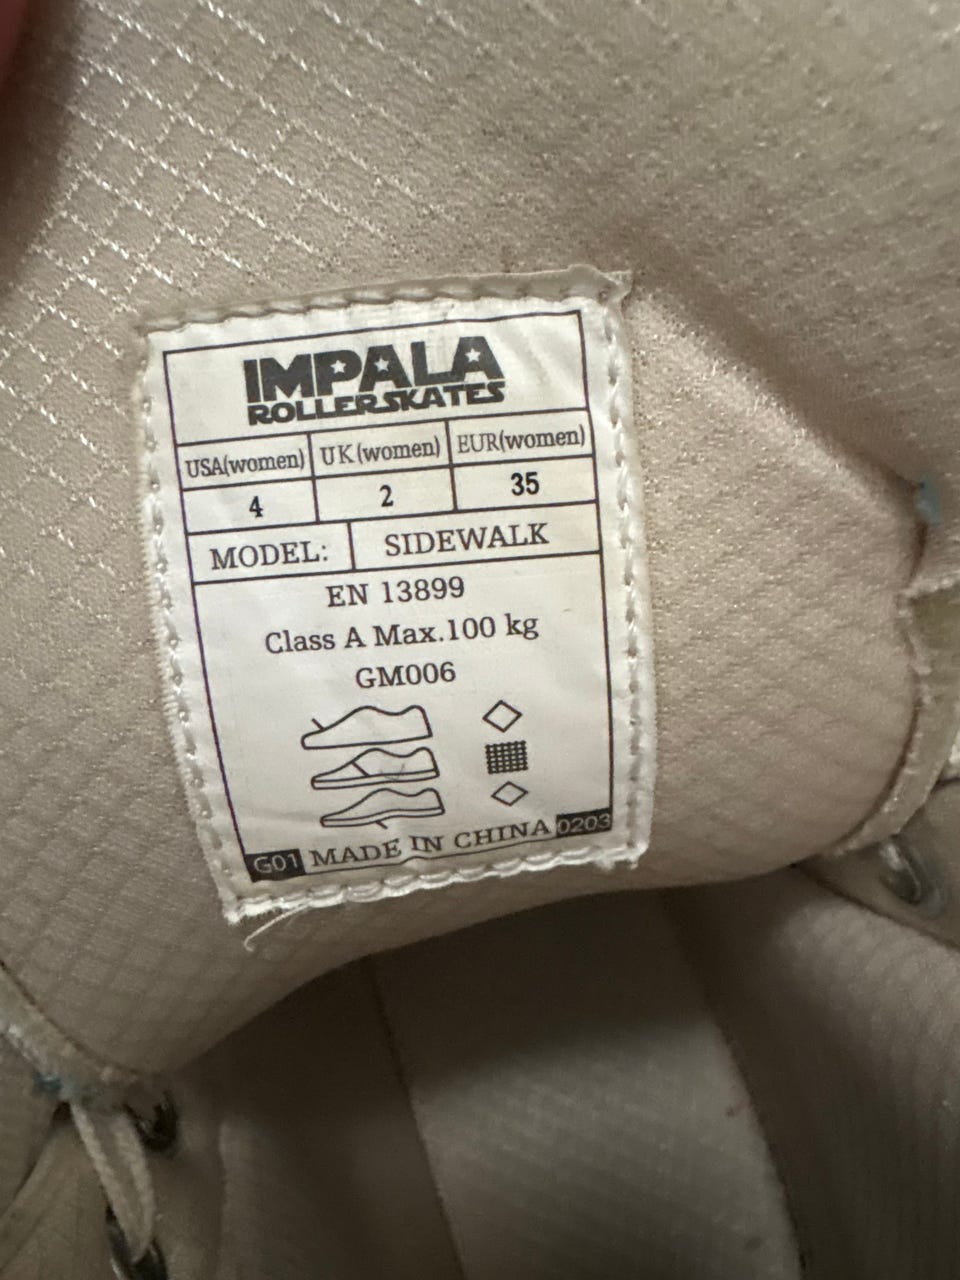 IMPALA
ROLLERSKATES
USA(women) UK(women) EUR(women)
4 2 35
MODEL: SIDEWALK
EN 13899
Class A Max.100 kg
GM006
G01 MADE IN CHINA 0203